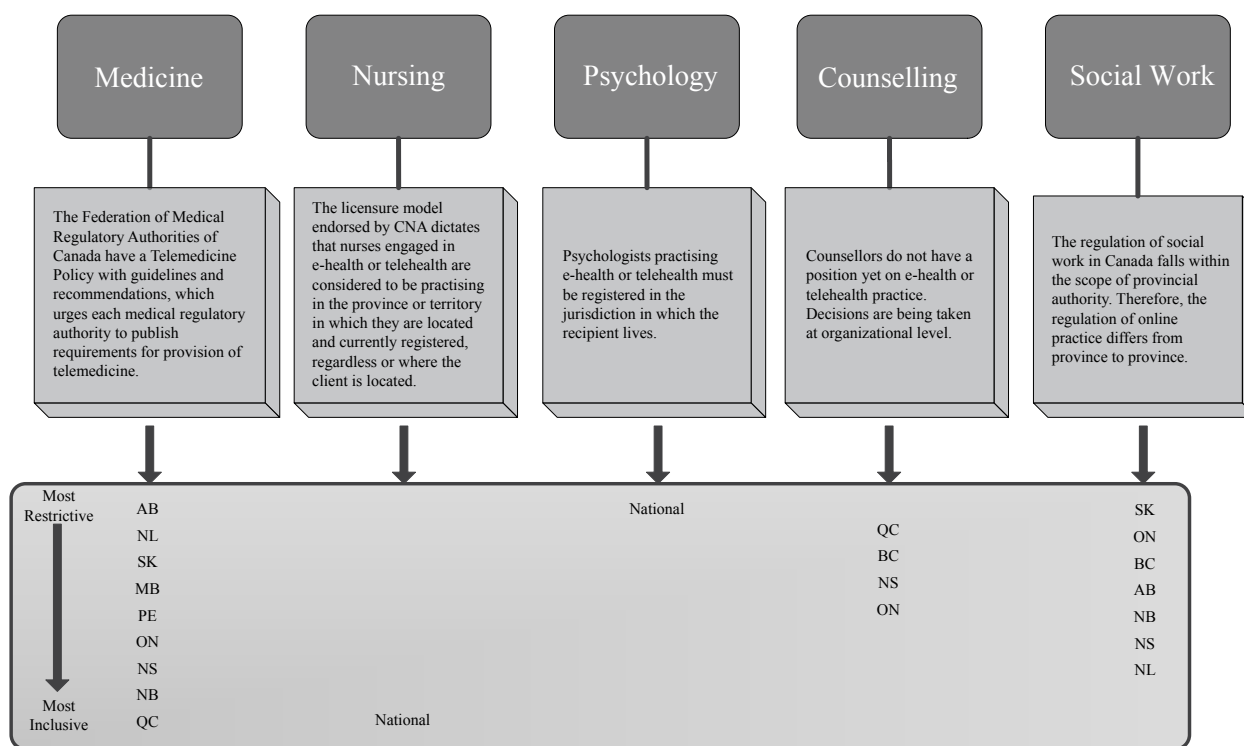 Medicine
Nursing
Psychology
Counselling
Social Work
The Federation of Medical
Regulatory Authorities of
Canada have a Telemedicine
Policy with guidelines and
recommendations, which
urges each medical regulatory
authority to publish
requirements for provision of
telemedicine.
The licensure model
endorsed by CNA dictates
that nurses engaged in
e-health or telehealth are
considered to be practising
in the province or territory
in which they are located
and currently registered,
regardless or where the
client is located.
Psychologists practising
e-health or telehealth must
be registered in the
jurisdiction in which the
recipient lives.
Counsellors do not have a
position yet on e-health or
telehealth practice.
Decisions are being taken
at organizational level.
The regulation of social
work in Canada falls within
the scope of provincial
authority. Therefore, the
regulation of online
practice differs from
province to province.
Most
Restrictive
Most
Inclusive
AB
NL
SK
MB
PE
ON
NS
NB
QC
National
National
QC
BC
NS
ON
SK
ON
BC
AB
NB
NS
NL